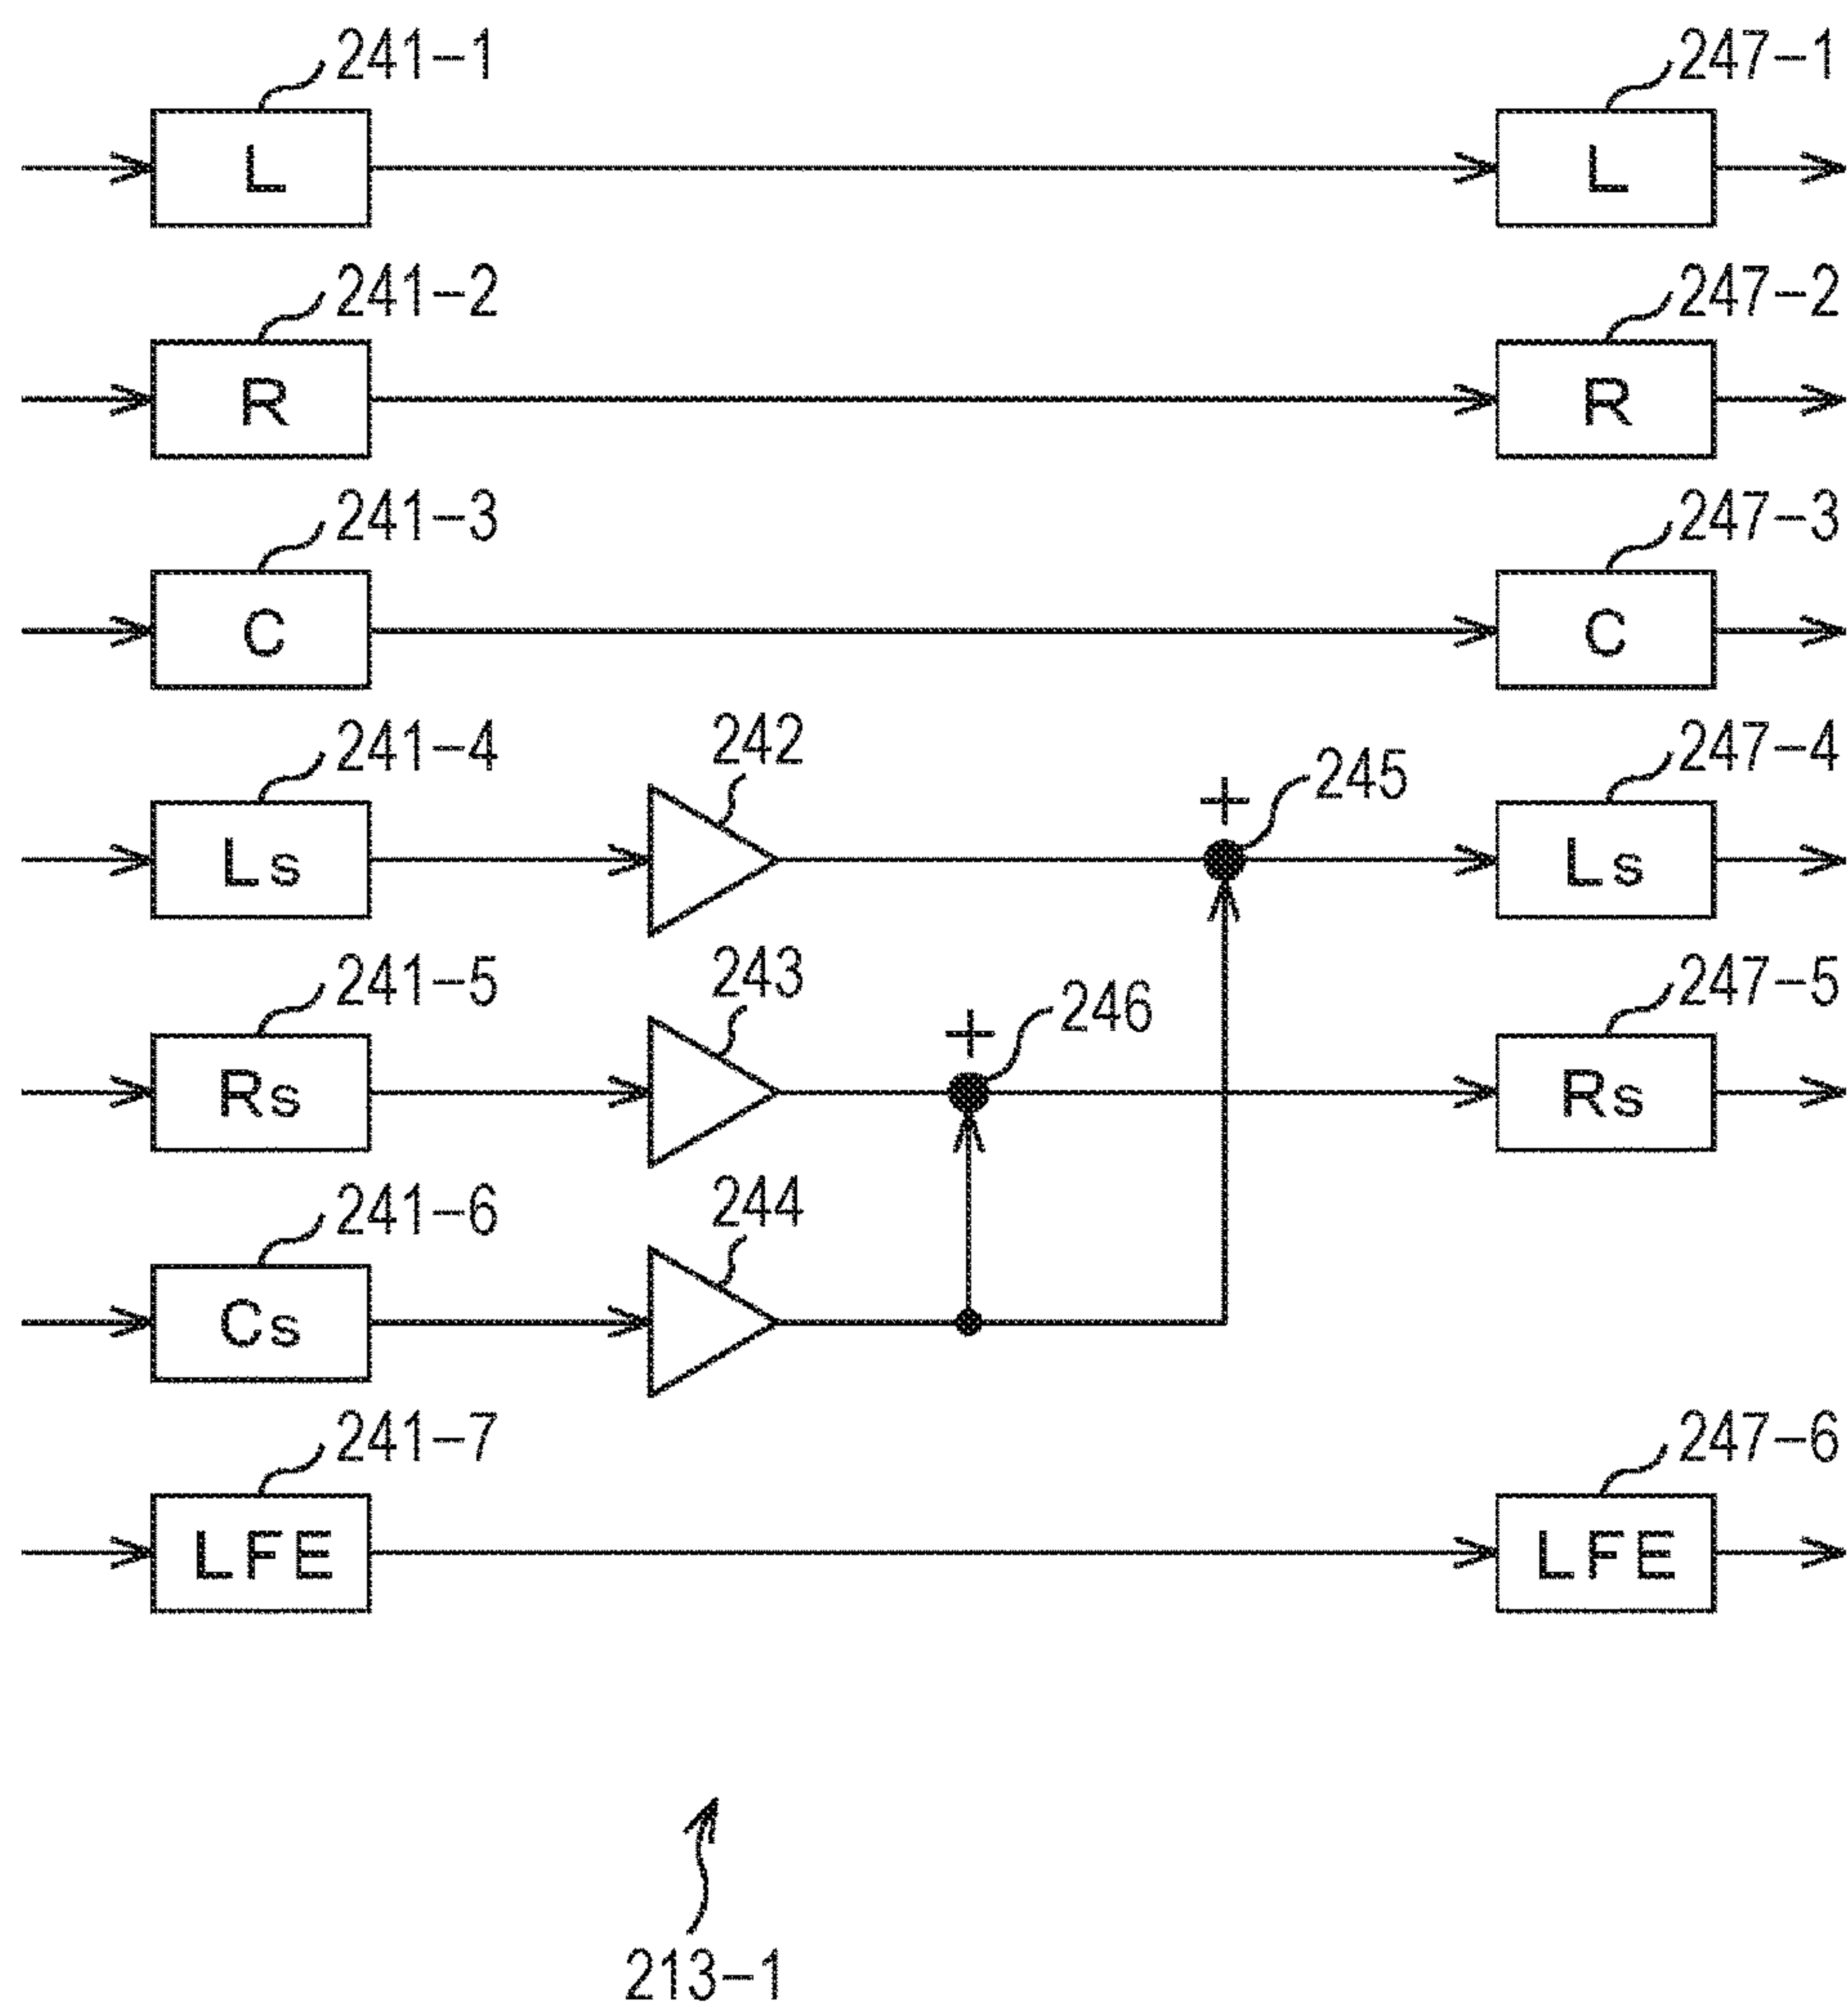 241-1 247-1
L L
241-2 247-2
R R
241-3 247-3
C C
241-4 242 245 247-4
Ls + Ls
241-5 243 246 247-5
Rs + Rs
241-6 244
Cs
241-7 247-6
LFE LFE
213-1